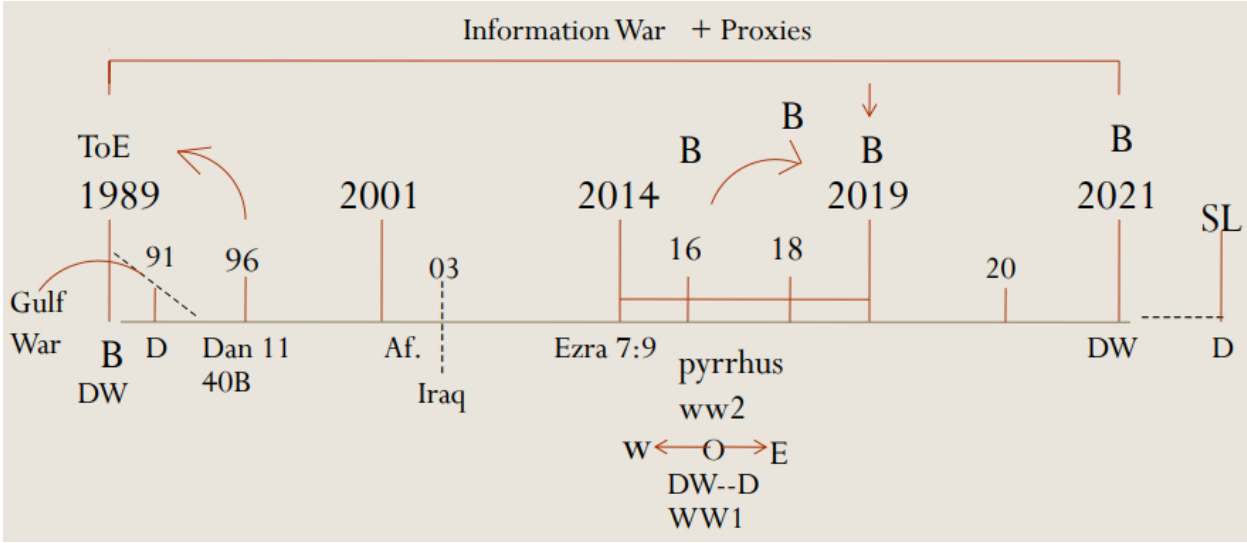 Information War + Proxies
B
ToE B B B
1989 2001 2014 2019 2021
SL
91 96 03 16 18 20
Gulf
War
B D Dan 11 Af. Ezra 7:9 DW D
DW 40B Iraq
pyrrhus
ww2
W O E
DW--D
WW1